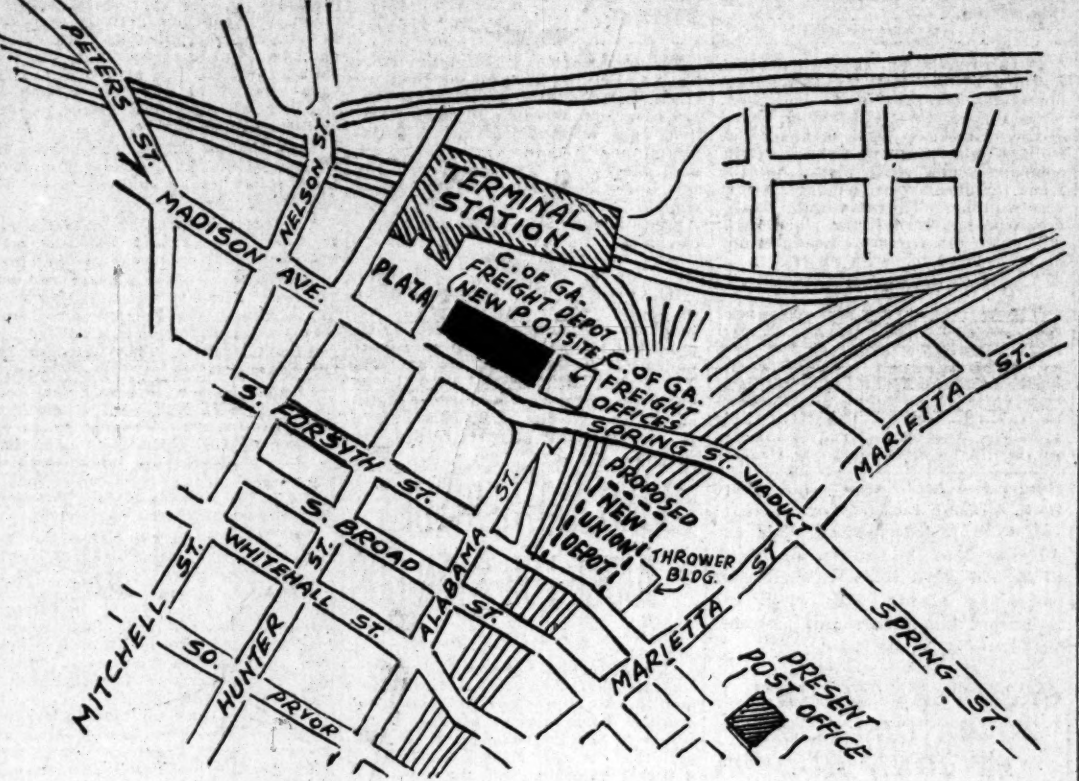 PETERS ST.
NELSON ST.
MADISON AVE.
TERMINAL
STATION
PLAZA
C. OF GA.
FREIGHT DEPOT
(NEW P.O.) SITE
C. OF GA.
FREIGHT
OFFICES
SPRING ST. VIADUCT
MARIETTA ST.
S. FORSYTH ST.
ST.
PROPOSED
NEW
UNION
DEPOT
THROWER
BLDG.
S. BROAD ST.
WHITEHALL ST.
ALABAMA
MARIETTA ST.
SPRING ST.
MITCHELL ST.
HUNTER ST.
SO. PRYOR
PRESENT
POST OFFICE